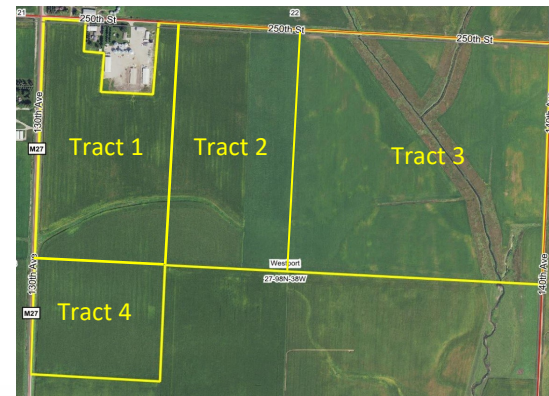 21
22
250th St
250th St
250th St
130th Ave
M27
Tract 1
Tract 2
Tract 3
Westport
27-98N-38W
130th Ave
M27
Tract 4
140th Ave